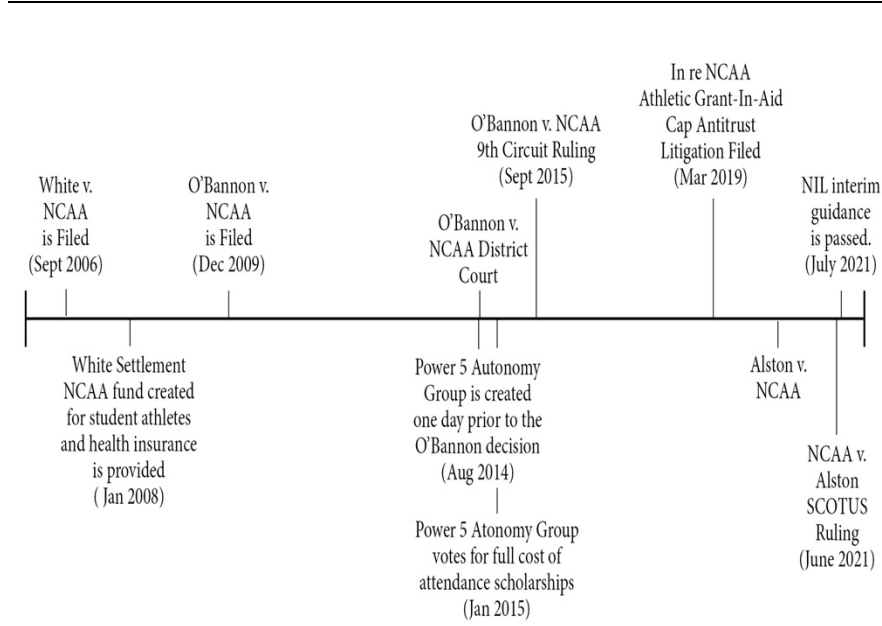 White v.
NCAA
is Filed
(Sept 2006)
White Settlement
NCAA fund created
for student athletes
and health insurance
is provided
( Jan 2008)
O’Bannon v.
NCAA
is Filed
(Dec 2009)
O’Bannon v.
NCAA District
Court
Power 5 Autonomy
Group is created
one day prior to the
O’Bannon decision
(Aug 2014)
Power 5 Atonomy Group
votes for full cost of
attendance scholarships
(Jan 2015)
O’Bannon v. NCAA
9th Circuit Ruling
(Sept 2015)
In re NCAA
Athletic Grant-In-Aid
Cap Antitrust
Litigation Filed
(Mar 2019)
Alston v.
NCAA
NCAA v.
Alston
SCOTUS
Ruling
(June 2021)
NIL interim
guidance
is passed.
(July 2021)